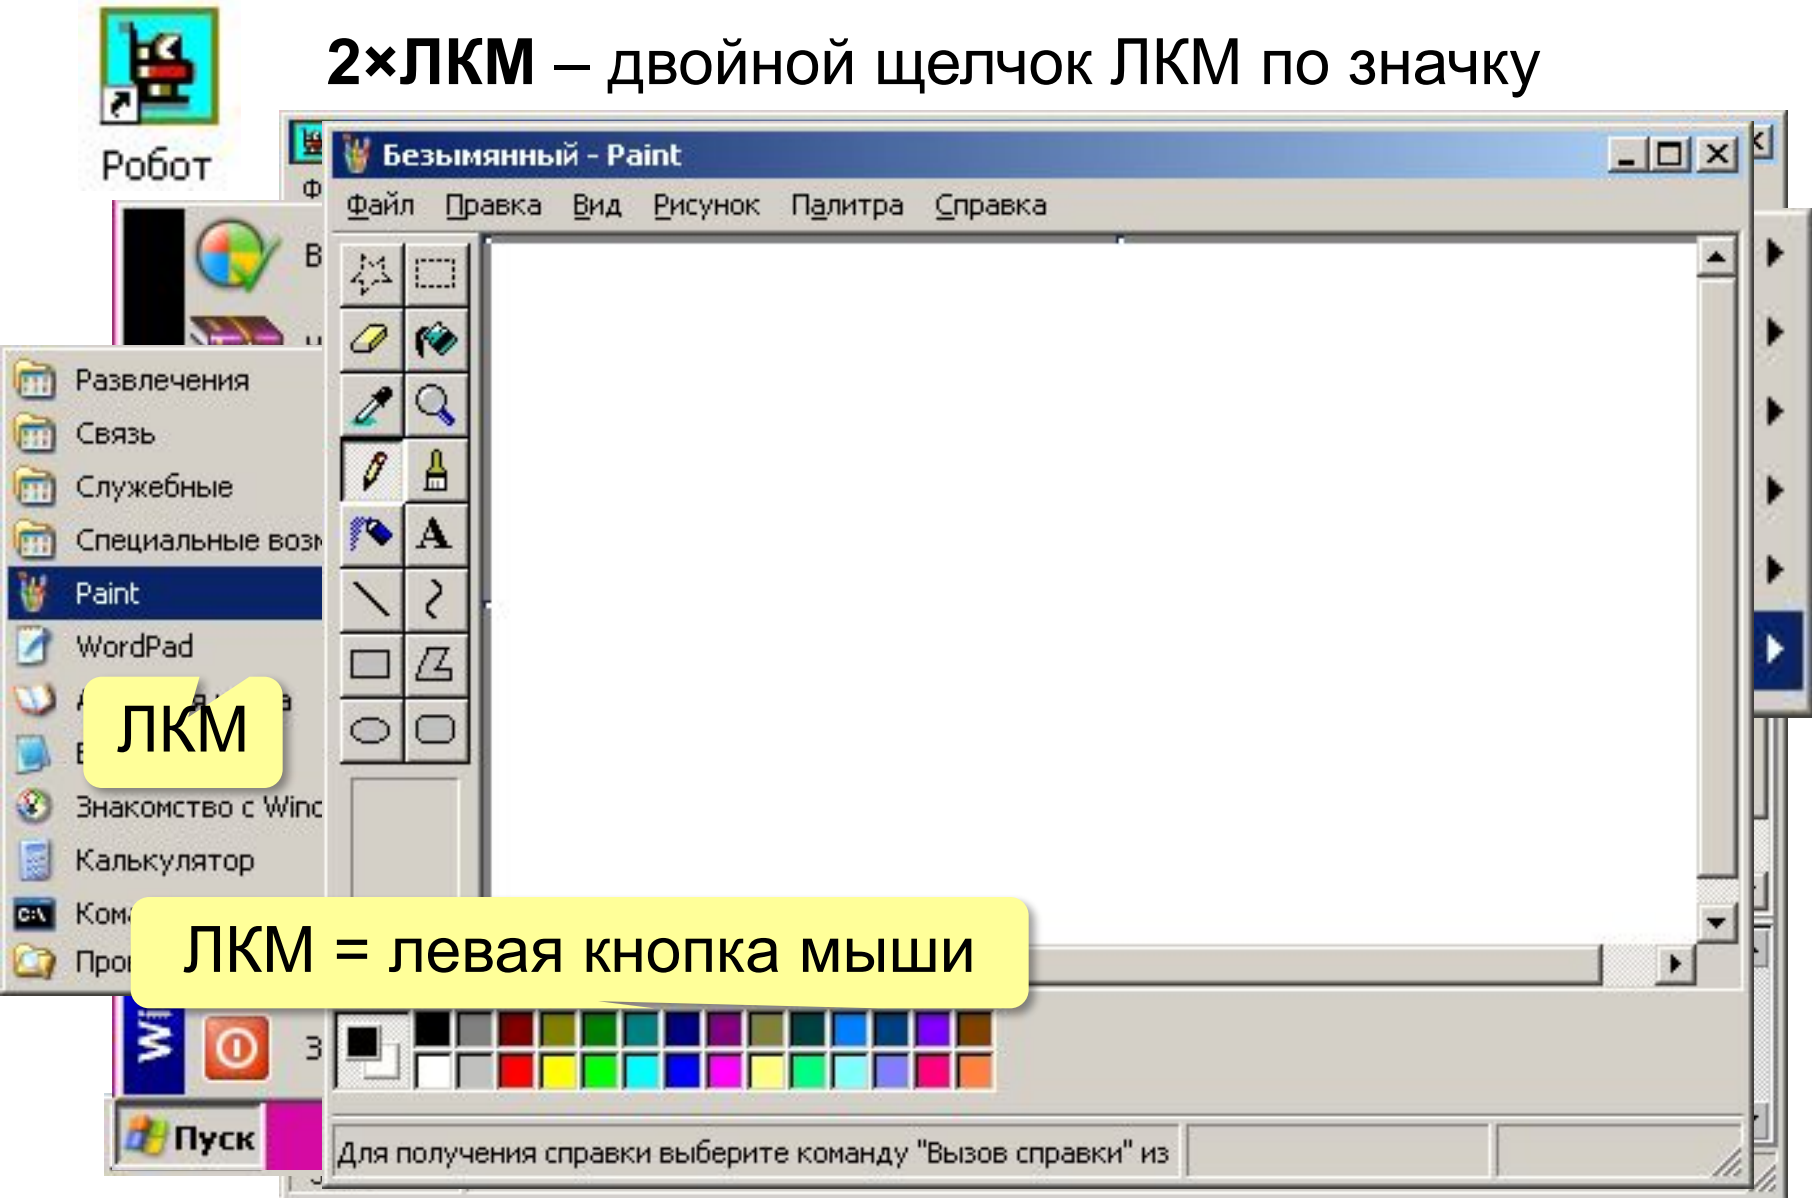 2×ЛКМ – двойной щелчок ЛКМ по значку
Робот
Безымянный - Paint
Файл Правка Вид Рисунок Палитра Справка
Развлечения
Связь
Служебные
Специальные
Paint
WordPad
ЛКМ
Знакомство с
Калькулятор
ЛКМ = левая кнопка мыши
Пуск
Для получения справки выберите команду "Вызов справки" из